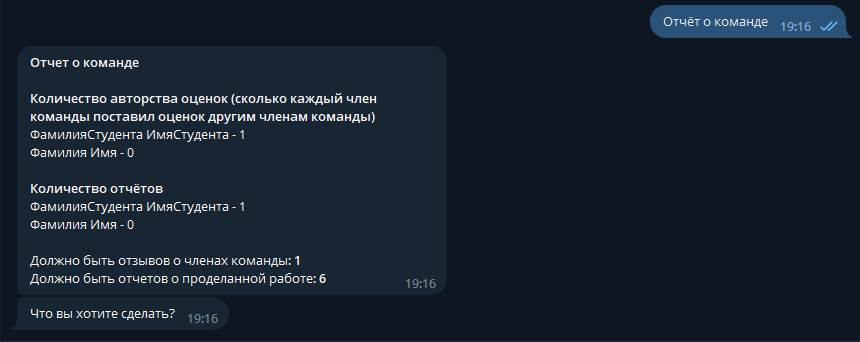 Отчёт о команде 19:16
Отчет о команде
Количество авторства оценок (сколько каждый член
команды поставил оценок другим членам команды)
ФамилияСтудента ИмяСтудента - 1
Фамилия Имя - 0
Количество отчётов
ФамилияСтудента ИмяСтудента - 1
Фамилия Имя - 0
Должно быть отзывов о членах команды: 1
Должно быть отчетов о проделанной работе: 6
19:16
Что вы хотите сделать? 19:16